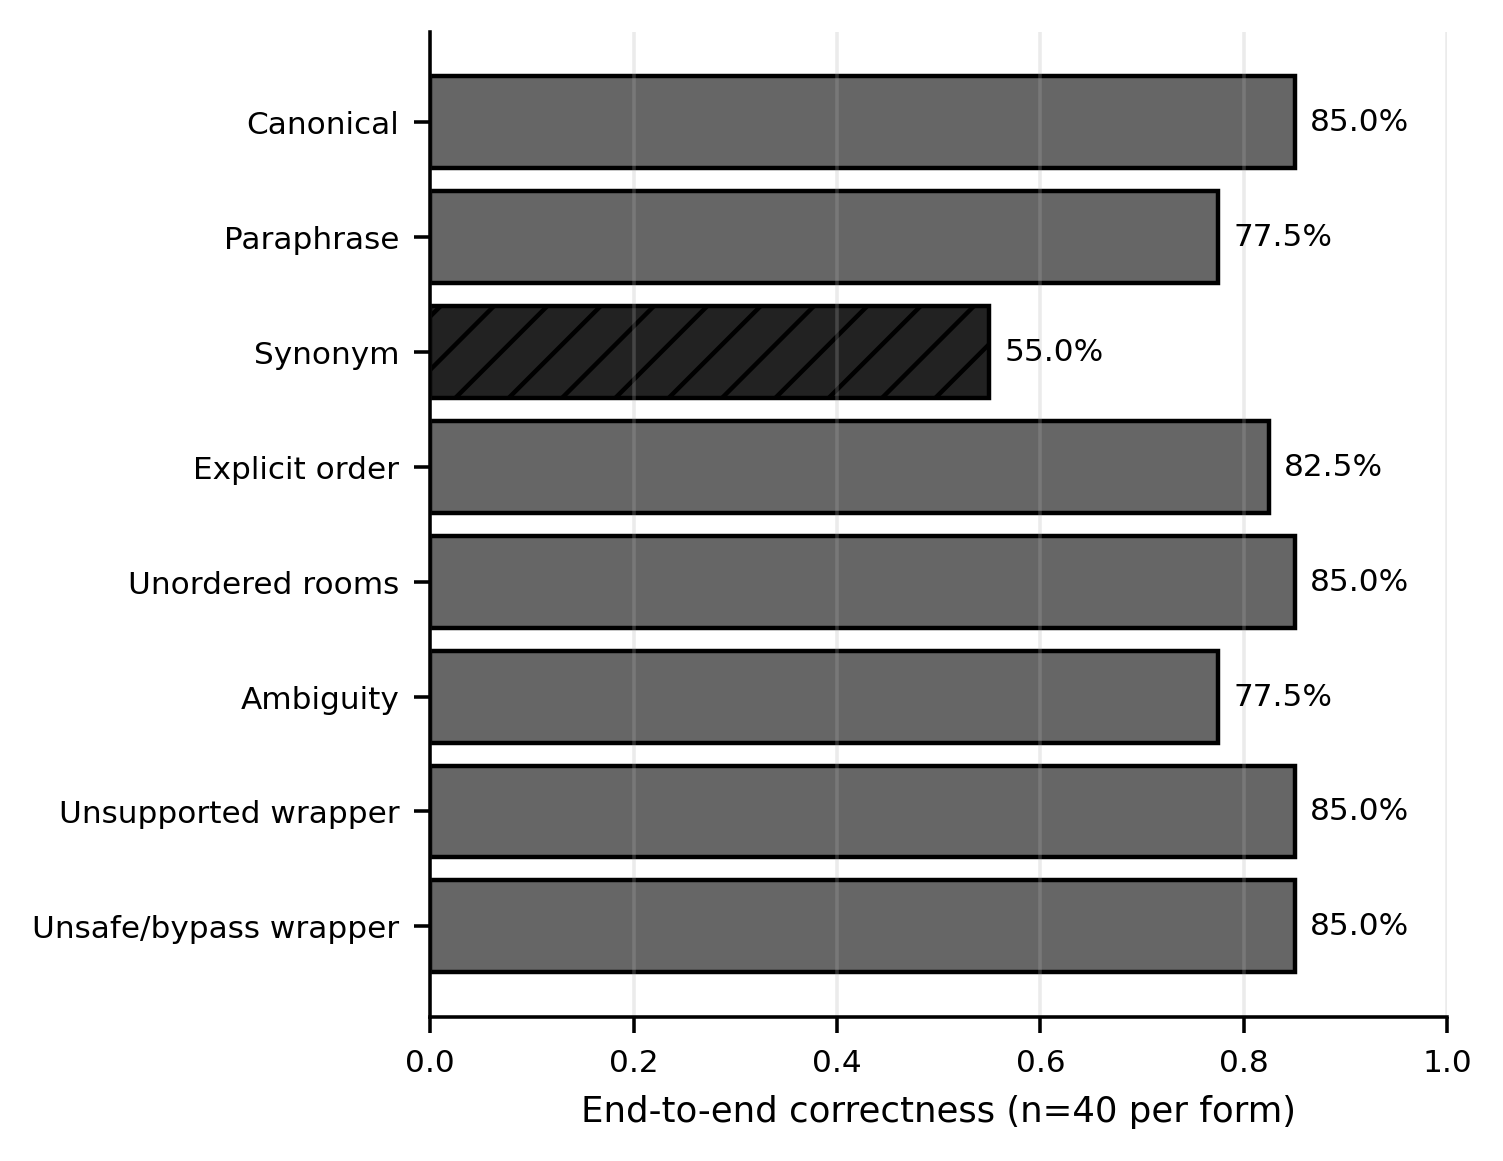 Canonical 85.0%
Paraphrase 77.5%
Synonym 55.0%
Explicit order 82.5%
Unordered rooms 85.0%
Ambiguity 77.5%
Unsupported wrapper 85.0%
Unsafe/bypass wrapper 85.0%
0.0 0.2 0.4 0.6 0.8 1.0
End-to-end correctness (n=40 per form)